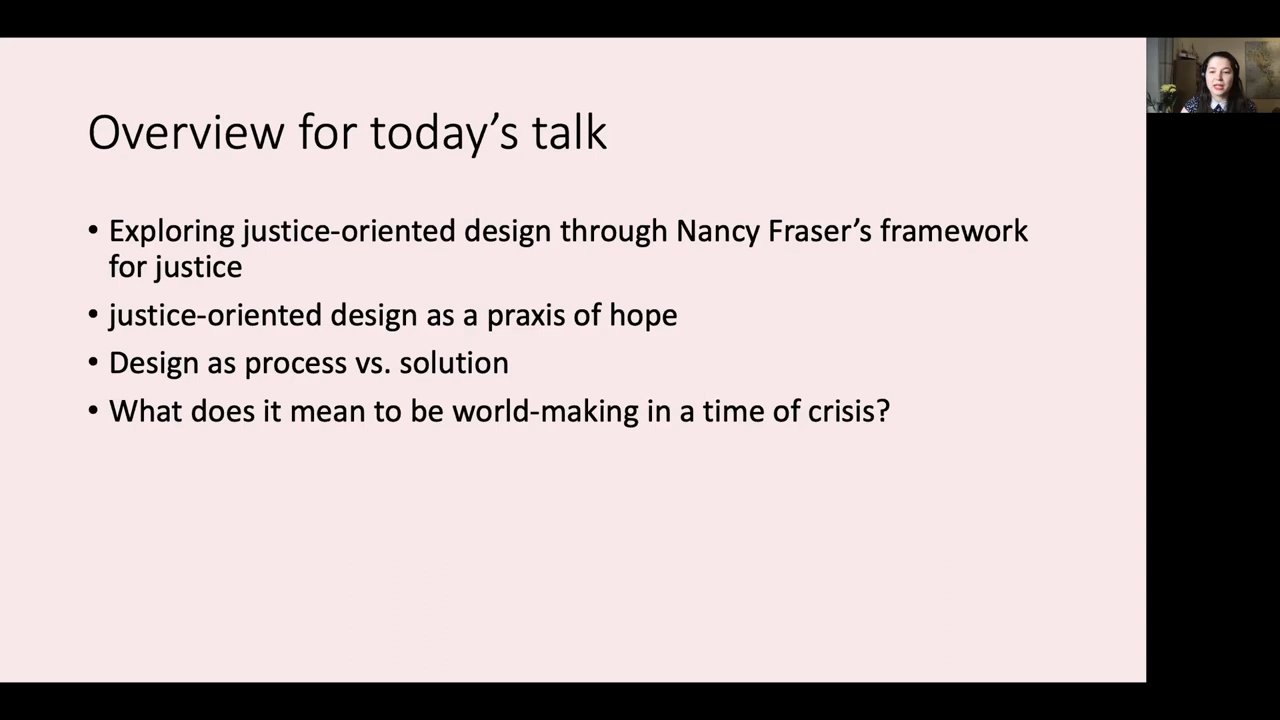 Overview for today’s talk
• Exploring justice-oriented design through Nancy Fraser’s framework
for justice
• justice-oriented design as a praxis of hope
• Design as process vs. solution
• What does it mean to be world-making in a time of crisis?